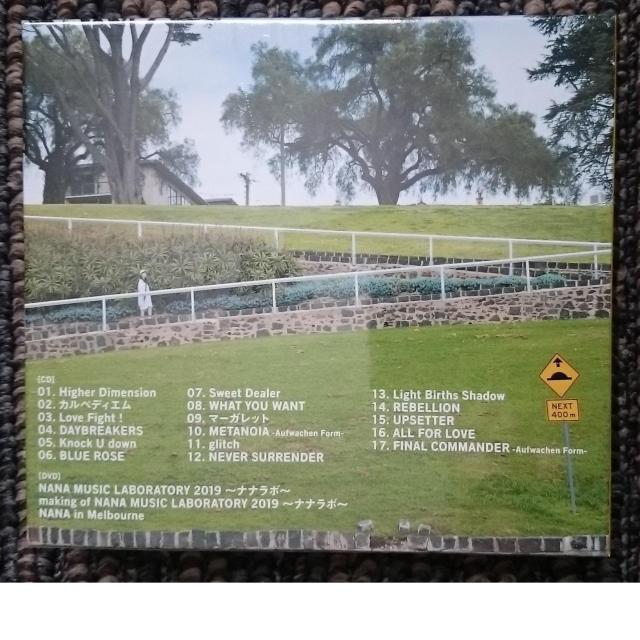 [CD]
01. Higher Dimension
02. カルペディエム
03. Love Fight !
04. DAYBREAKERS
05. Knock U down
06. BLUE ROSE
07. Sweet Dealer
08. WHAT YOU WANT
09. マーガレット
10. METANOIA -Aufwachen Form-
11. glitch
12. NEVER SURRENDER
13. Light Births Shadow
14. REBELLION
15. UPSETTER
16. ALL FOR LOVE
17. FINAL COMMANDER -Aufwachen Form-
[DVD]
NANA MUSIC LABORATORY 2019 ～ナナラボ～
making of NANA MUSIC LABORATORY 2019 ～ナナラボ～
NANA in Melbourne
NEXT
400m